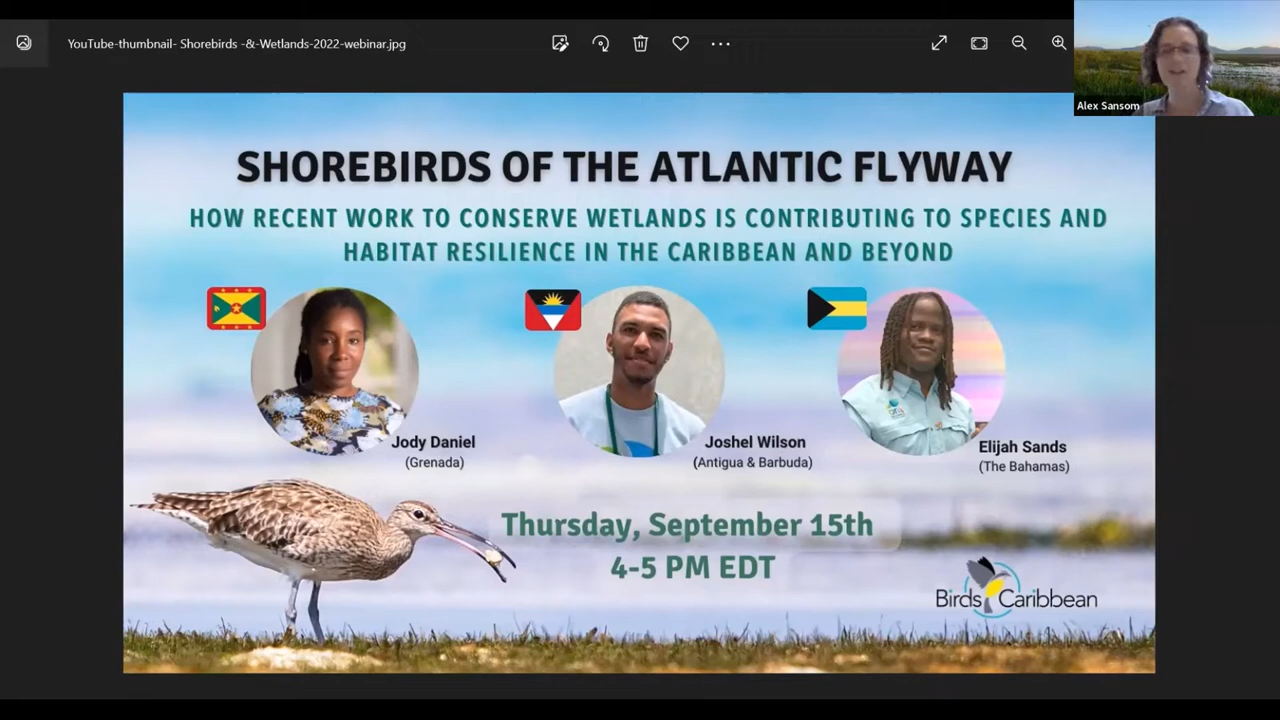 YouTube-thumbnail- Shorebirds -&-Wetlands-2022-webinar.jpg
Alex Sansom
SHOREBIRDS OF THE ATLANTIC FLYWAY
HOW RECENT WORK TO CONSERVE WETLANDS IS CONTRIBUTING TO SPECIES AND
HABITAT RESILIENCE IN THE CARIBBEAN AND BEYOND
Jody Daniel
(Grenada)
Joshel Wilson
(Antigua & Barbuda)
Elijah Sands
(The Bahamas)
Thursday, September 15th
4-5 PM EDT
Birds Caribbean